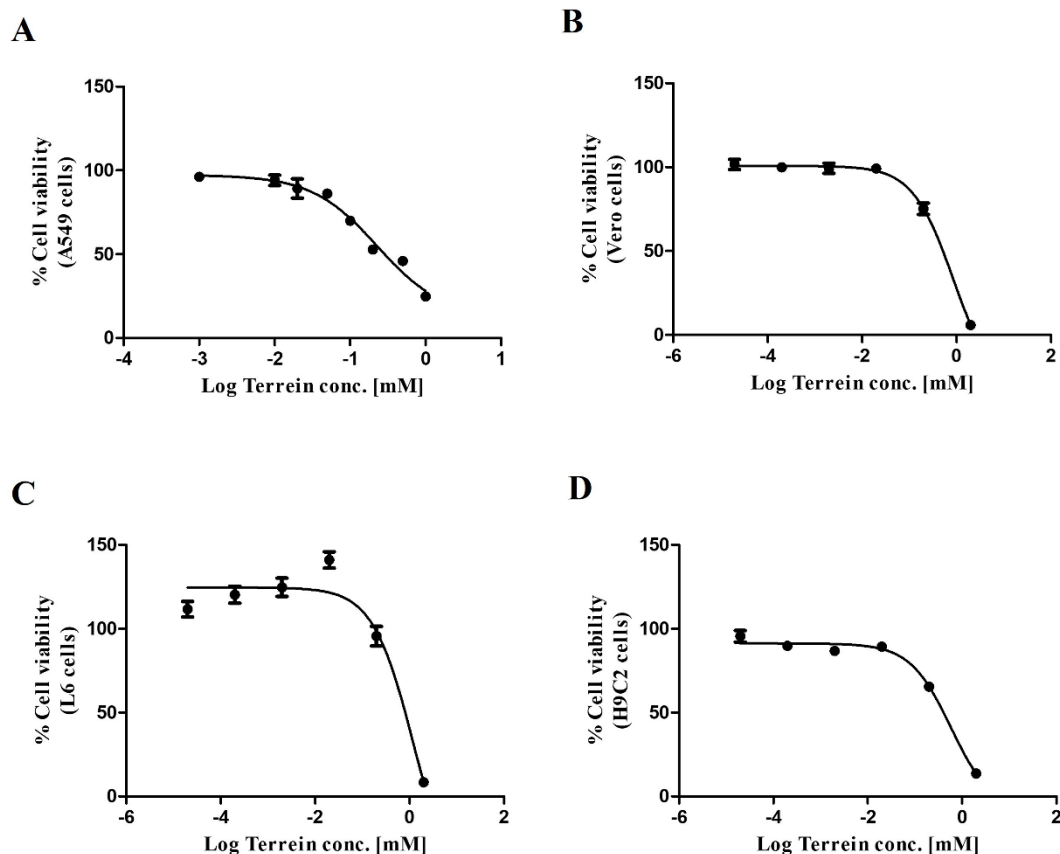 A
150
100
50
0
-4 -3 -2 -1 0 1
% Cell viability
(A549 cells)
Log Terrein conc. [mM]
B
150
100
50
0
-6 -4 -2 0 2
% Cell viability
(Vero cells)
Log Terrein conc. [mM]
C
150
100
50
0
-6 -4 -2 0 2
% Cell viability
(L6 cells)
Log Terrein conc. [mM]
D
150
100
50
0
-6 -4 -2 0 2
% Cell viability
(H9C2 cells)
Log Terrein conc. [mM]